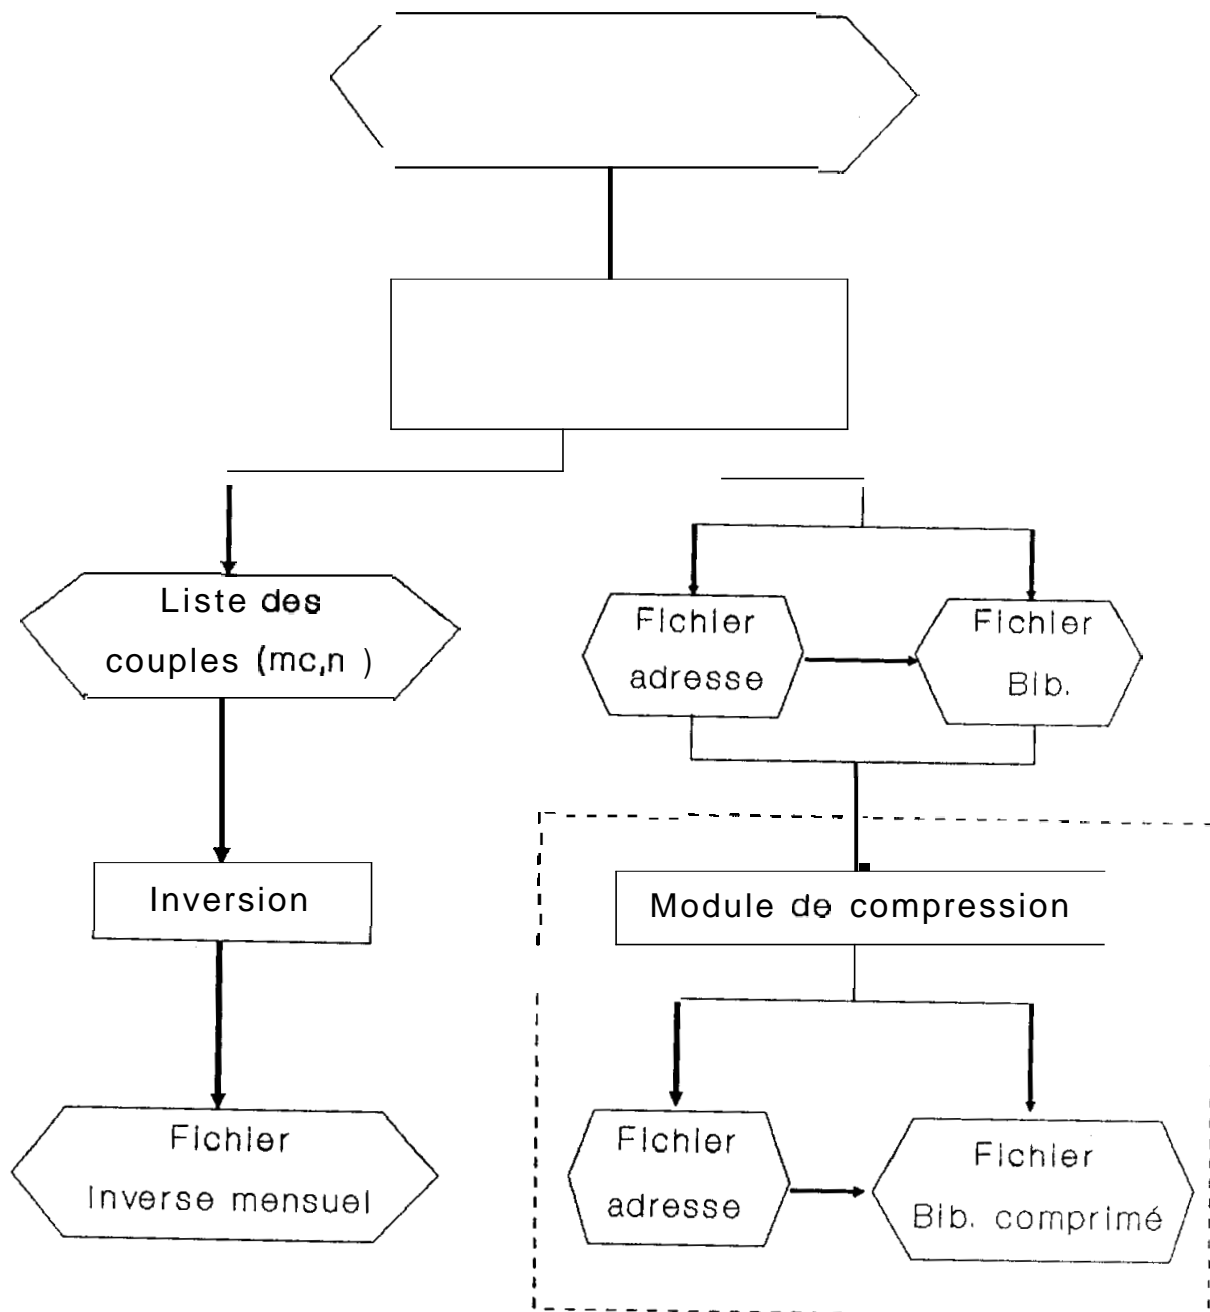 Liste des
couples (mc,n )
Fichier
adresse
Fichier
Bib.
Inversion
Module de compression
Fichier
Inverse mensuel
Fichier
adresse
Fichier
Bib. comprimé